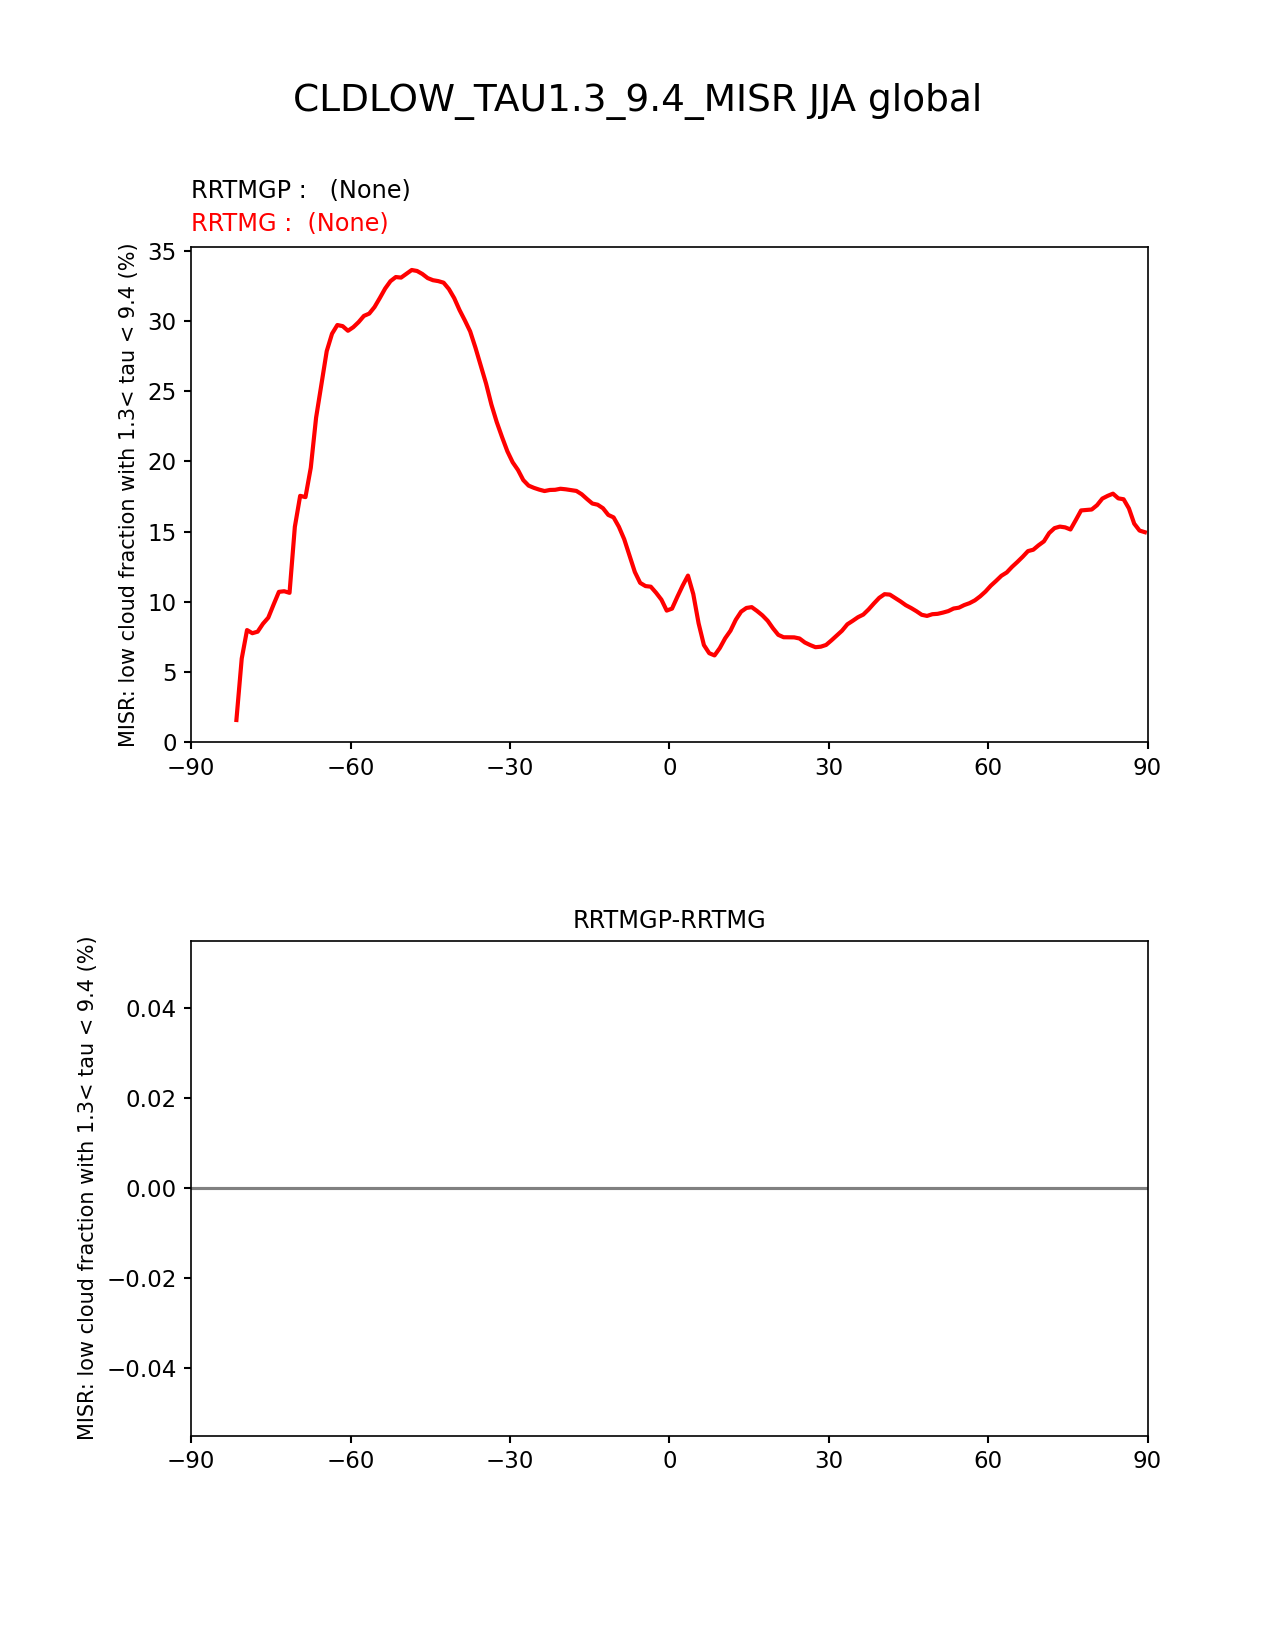 CLDLOW_TAU1.3_9.4_MISR JJA global
RRTMGP :   (None)
RRTMG :  (None)
MISR: low cloud fraction with 1.3< tau < 9.4 (%)
35
30
25
20
15
10
5
0
−90 −60 −30 0 30 60 90
RRTMGP-RRTMG
MISR: low cloud fraction with 1.3< tau < 9.4 (%)
0.04
0.02
0.00
−0.02
−0.04
−90 −60 −30 0 30 60 90